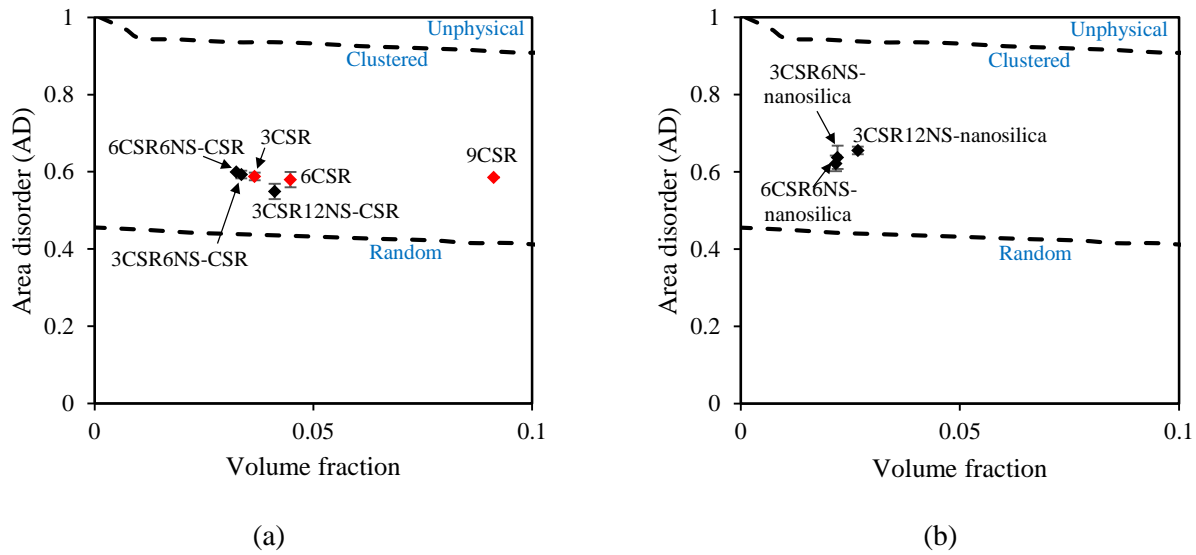 1
0.8
0.6
0.4
0.2
0
0
0.05
0.1
Area disorder (AD)
Volume fraction
Unphysical
Clustered
Random
6CSR6NS-CSR
3CSR
6CSR
9CSR
3CSR12NS-CSR
3CSR6NS-CSR
(a)
1
0.8
0.6
0.4
0.2
0
0
0.05
0.1
Area disorder (AD)
Volume fraction
Unphysical
Clustered
Random
3CSR6NS-
nanosilica
3CSR12NS-nanosilica
6CSR6NS-
nanosilica
(b)